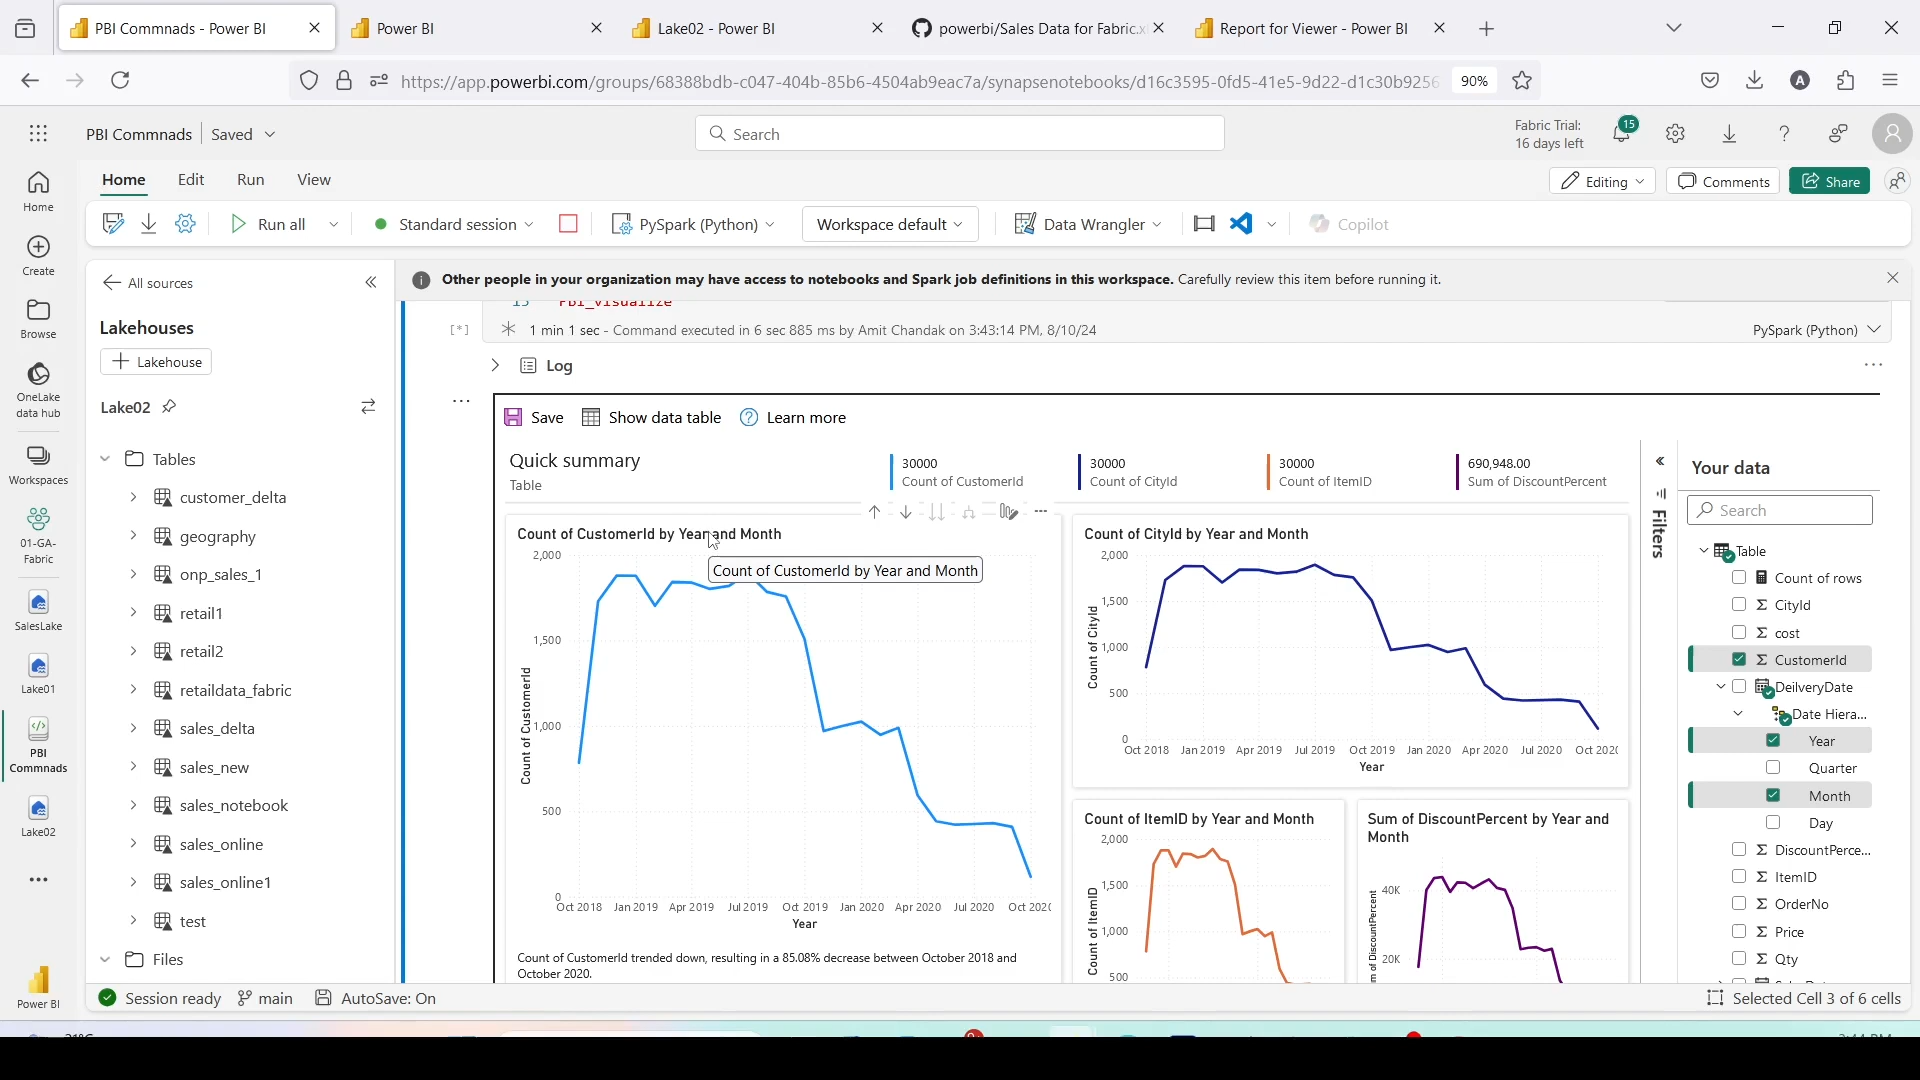 PBI Commnads - Power BI
Power BI
Lake02 - Power BI
powerbi/Sales Data for Fabric.x
Report for Viewer - Power BI
https://app.powerbi.com/groups/68388bdb-c047-404b-85b6-4504ab9eac7a/synapsenotebooks/d16c3595-0fd5-41e5-9d22-d1c30b9256
90%
A
PBI Commnads
Saved
Search
Fabric Trial:
16 days left
15
?
Home
Edit
Run
View
Editing
Comments
Share
Run all
Standard session
PySpark (Python)
Workspace default
Data Wrangler
Copilot
Home
Create
Browse
OneLake
data hub
Workspaces
01-GA-
Fabric
SalesLake
Lake01
PBI
Commnads
Lake02
Power BI
All sources
Lakehouses
Lakehouse
Lake02
Tables
customer_delta
geography
onp_sales_1
retail1
retail2
retaildata_fabric
sales_delta
sales_new
sales_notebook
sales_online
sales_online1
test
Files
Other people in your organization may have access to notebooks and Spark job definitions in this workspace. Carefully review this item before running it.
15 PBI_visualize
[*]
1 min 1 sec - Command executed in 6 sec 885 ms by Amit Chandak on 3:43:14 PM, 8/10/24
PySpark (Python)
Log
Save
Show data table
Learn more
Quick summary
Table
30000
Count of CustomerId
30000
Count of CityId
30000
Count of ItemID
690,948.00
Sum of DiscountPercent
Count of CustomerId by Year and Month
Count of CustomerId by Year and Month
2,000
1,500
1,000
500
0
Count of CustomerId
Oct 2018 Jan 2019 Apr 2019 Jul 2019 Oct 2019 Jan 2020 Apr 2020 Jul 2020 Oct 202
Year
Count of CustomerId trended down, resulting in a 85.08% decrease between October 2018 and
October 2020.
Count of CityId by Year and Month
2,000
1,500
1,000
500
0
Count of CityId
Oct 2018 Jan 2019 Apr 2019 Jul 2019 Oct 2019 Jan 2020 Apr 2020 Jul 2020 Oct 202
Year
Count of ItemID by Year and Month
2,000
1,500
1,000
500
Count of ItemID
Sum of DiscountPercent by Year and
Month
40K
20K
m of DiscountPercent
Filters
Your data
Search
Table
Count of rows
CityId
cost
CustomerId
DeilveryDate
Date Hiera...
Year
Quarter
Month
Day
DiscountPerce...
ItemID
OrderNo
Price
Qty
Session ready
main
AutoSave: On
Selected Cell 3 of 6 cells